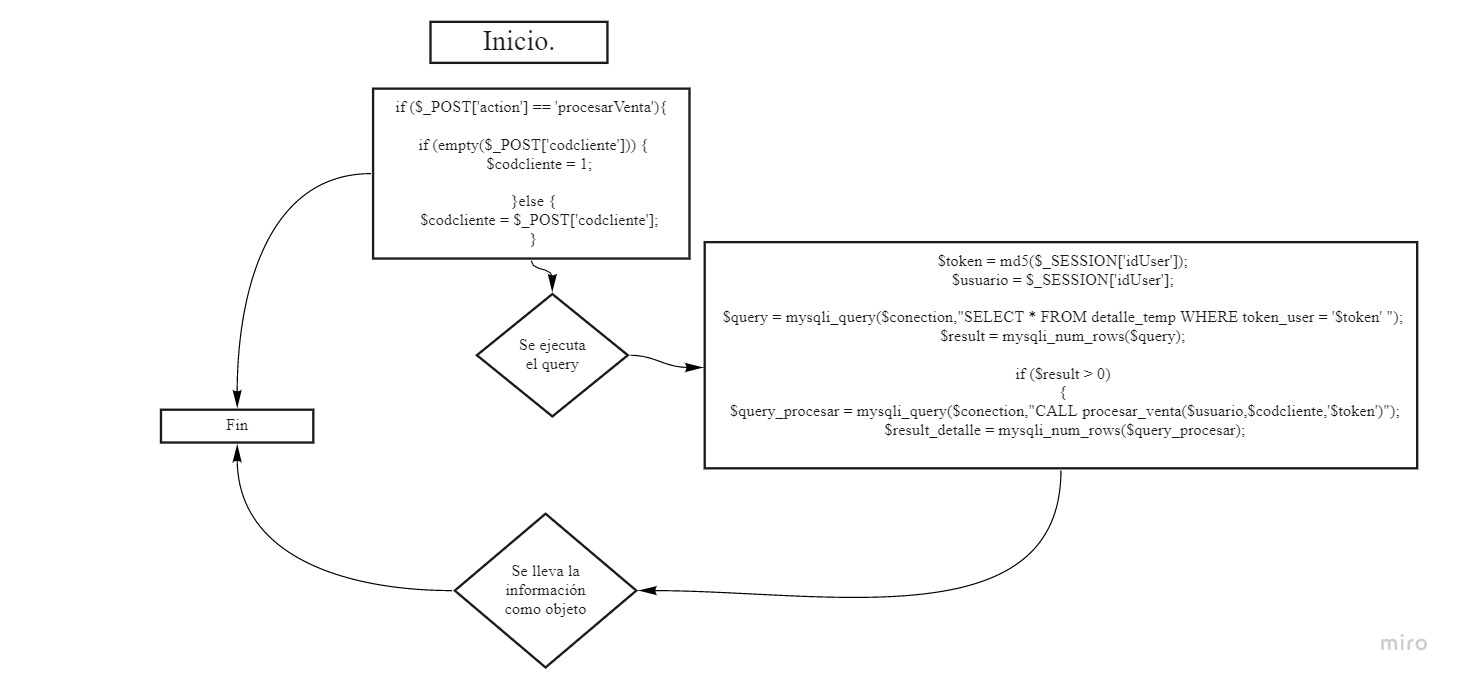 Inicio.
if ($_POST['action'] == 'procesarVenta'){
if (empty($_POST['codcliente'])) {
$codcliente = 1;
}else {
$codcliente = $_POST['codcliente'];
}
$token = md5($_SESSION['idUser']);
$usuario = $_SESSION['idUser'];
$query = mysqli_query($conection,"SELECT * FROM detalle_temp WHERE token_user = '$token' ");
$result = mysqli_num_rows($query);
if ($result > 0)
{
$query_procesar = mysqli_query($conection,"CALL procesar_venta($usuario,$codcliente,'$token')");
$result_detalle = mysqli_num_rows($query_procesar);
Se ejecuta
el query
Fin
Se lleva la
información
como objeto
miro